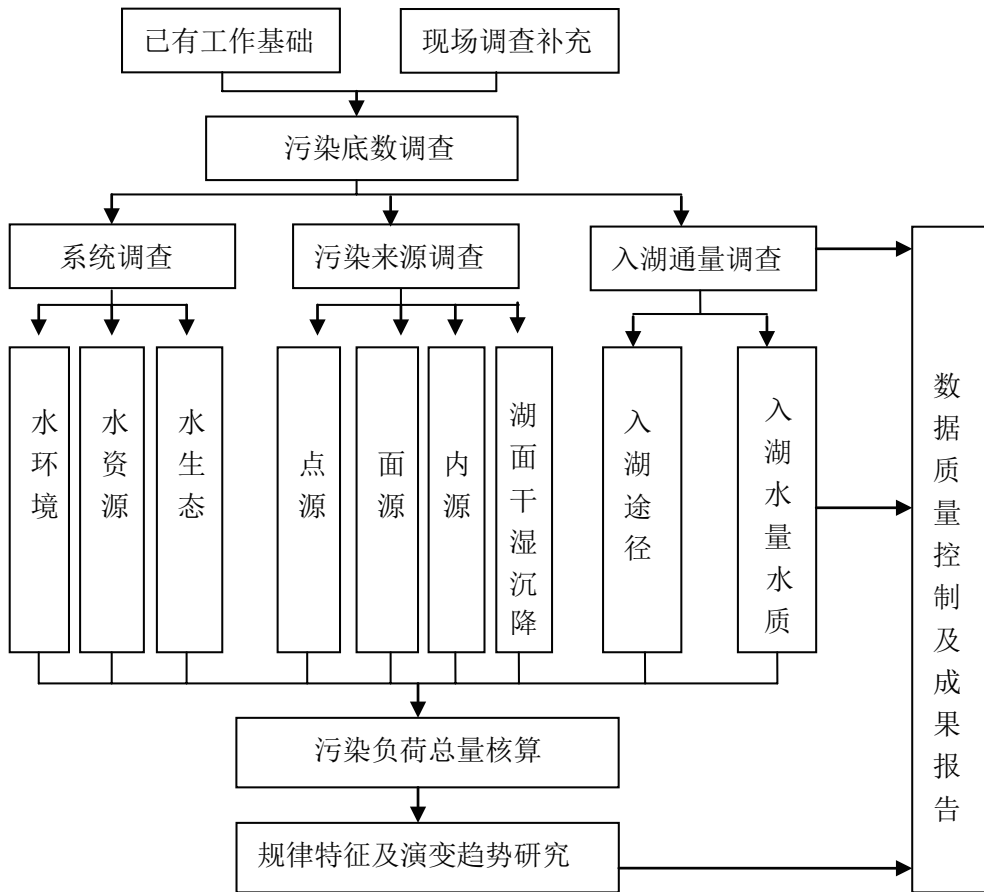 已有工作基础
现场调查补充
污染底数调查
系统调查
污染来源调查
入湖通量调查
水环境
水资源
水生态
点源
面源
内源
湖面干湿沉降
入湖途径
入湖水量水质
数据质量控制及成果报告
污染负荷总量核算
规律特征及演变趋势研究